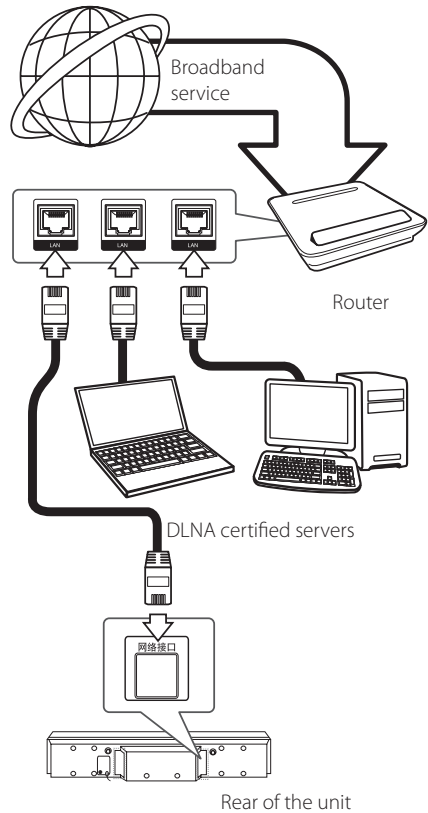 Broadband
service
LAN
LAN
LAN
Router
DLNA certified servers
网络接口
Rear of the unit